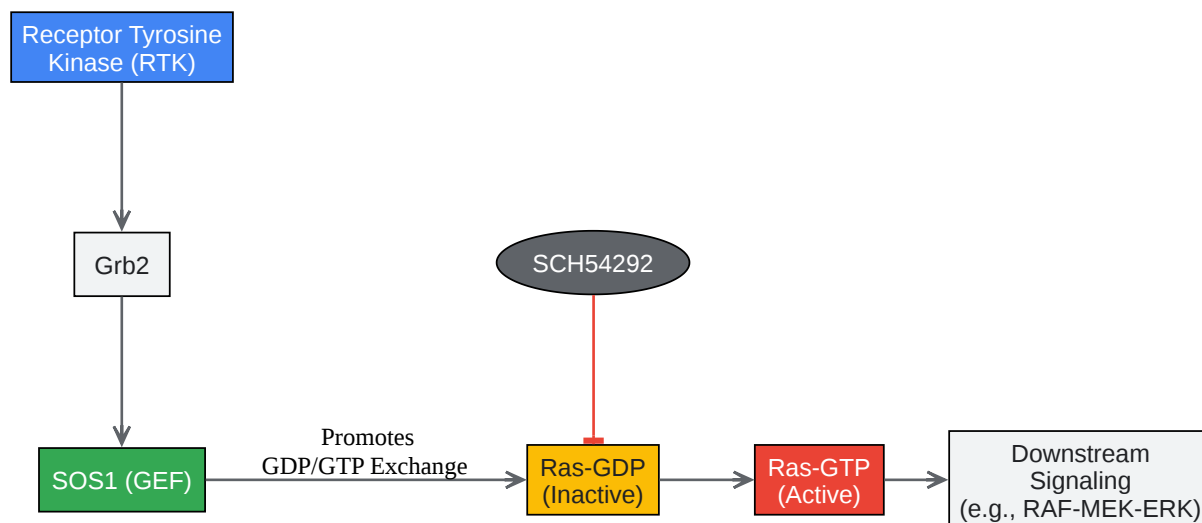 Receptor Tyrosine
Kinase (RTK)
Grb2
SCH54292
SOS1 (GEF)
Promotes
GDP/GTP Exchange
Ras-GDP
(Inactive)
Ras-GTP
(Active)
Downstream
Signaling
(e.g., RAF-MEK-ERK)